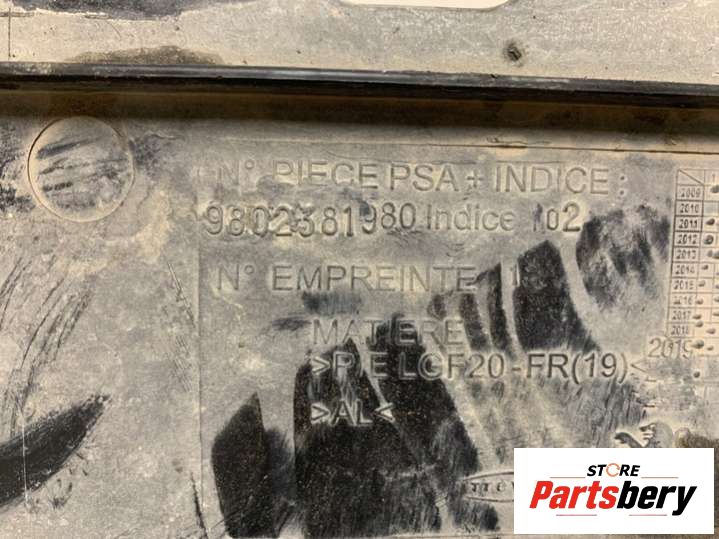 N° PIECE PSA + INDICE :
9802381980 indice 02
N° EMPREINTE 1
MATIERE
>P/E LGF20-FR(19)<
>AL<
2009
2010
2011
2012
2013
2014
2015
2016
2017
2018
2019
STORE
Partsbery